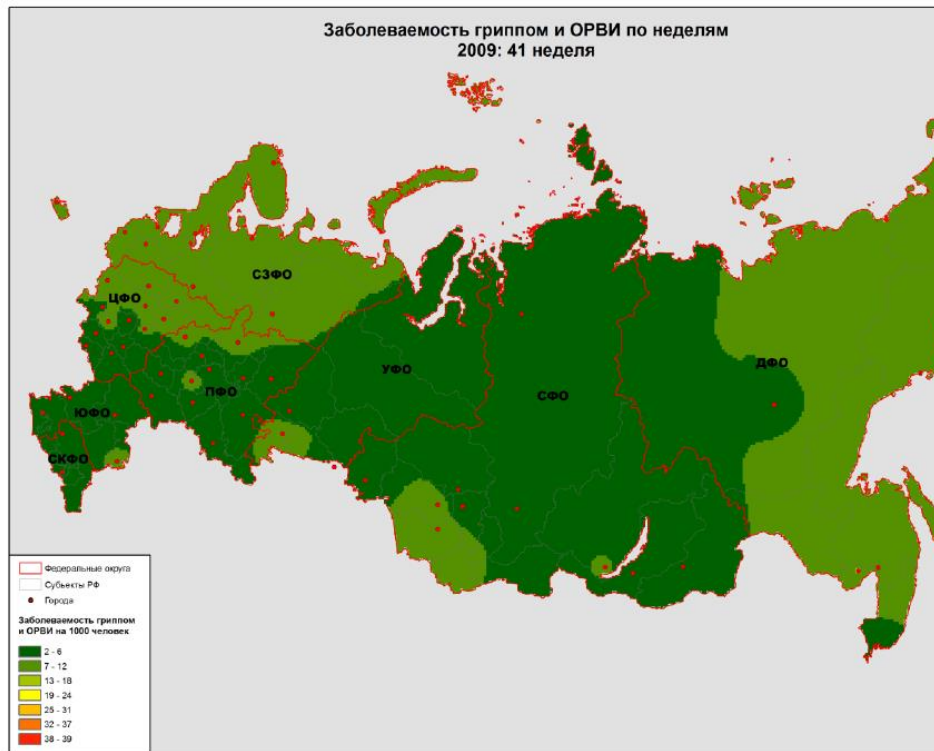 Заболеваемость гриппом и ОРВИ по неделям
2009: 41 неделя
СЗФО
ЦФО
ДФО
УФО
ПФО
СФО
ЮФО
СКФО
Федеральные округа
Субъекты РФ
Города
Заболеваемость гриппом
и ОРВИ на 1000 человек
2 - 6
7 - 12
13 - 18
19 - 24
25 - 31
32 - 37
38 - 39